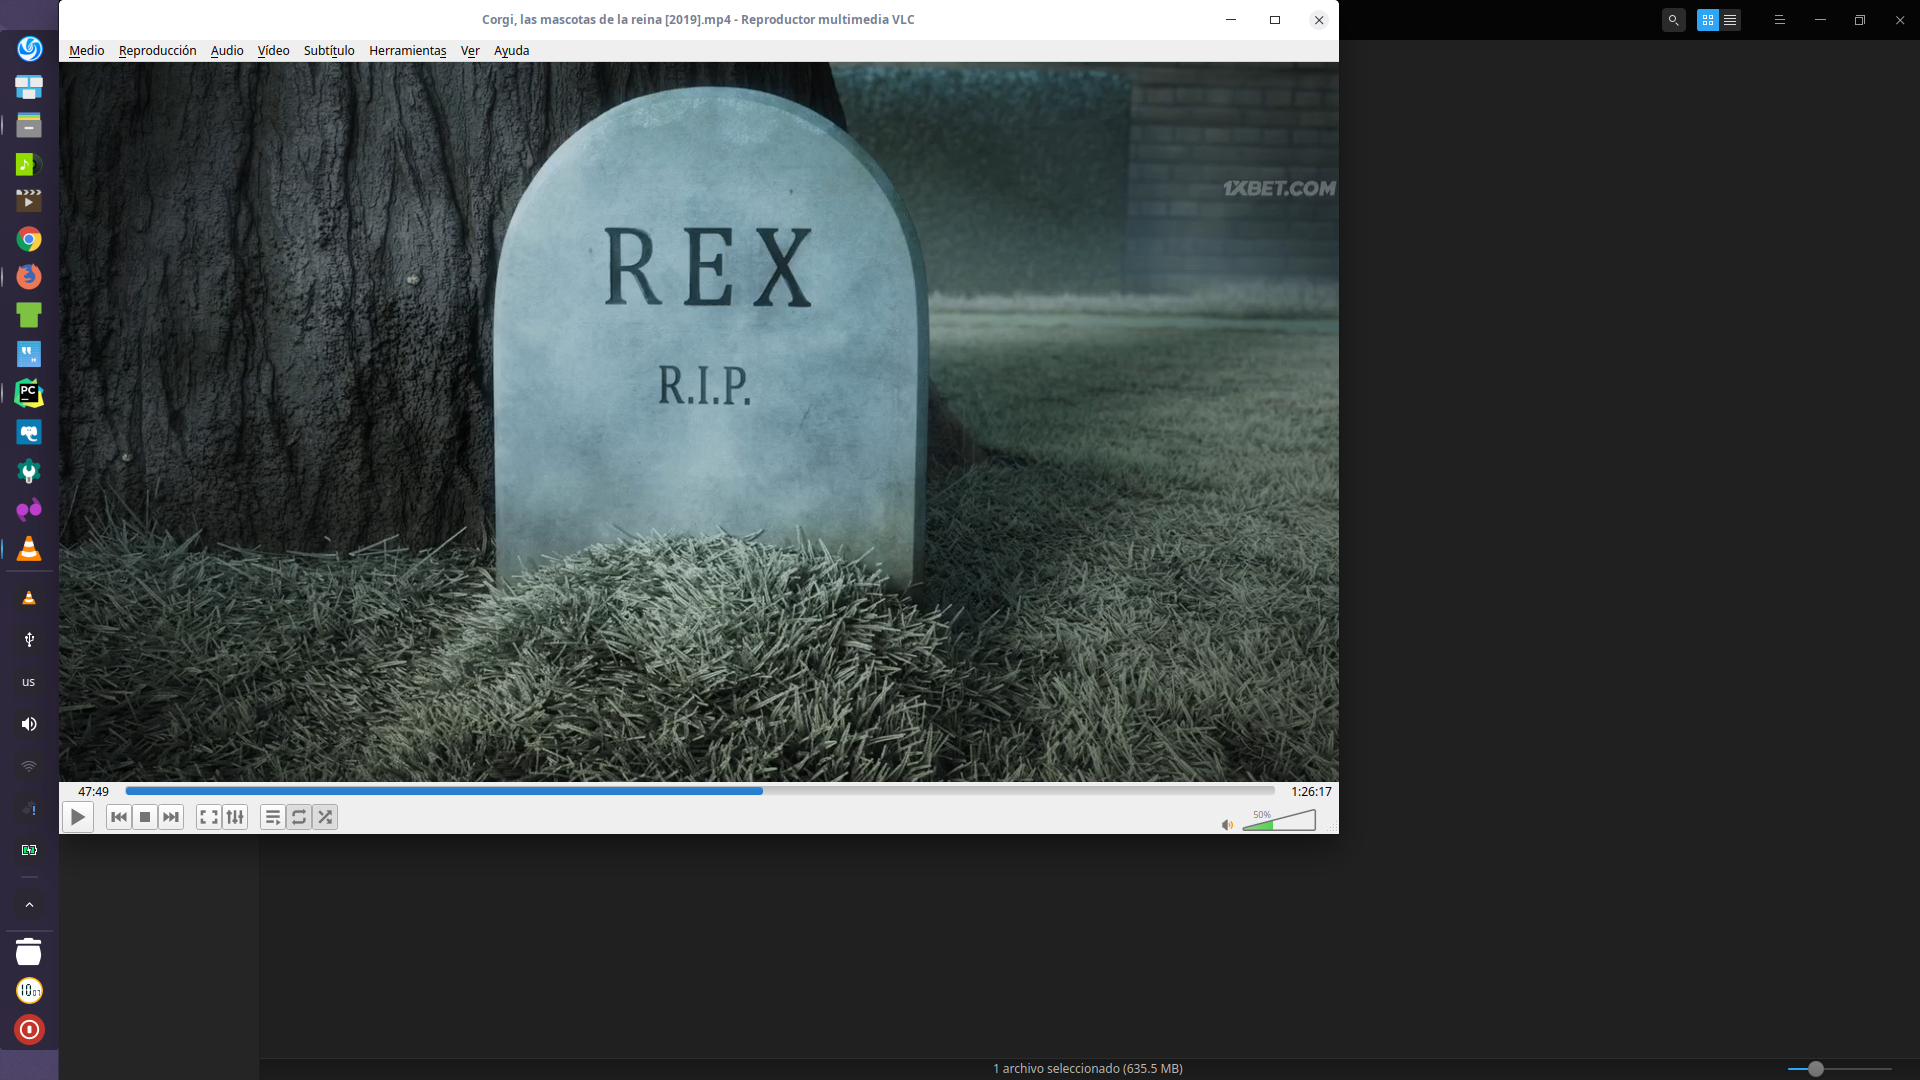 Corgi, las mascotas de la reina [2019].mp4 - Reproductor multimedia VLC
Medio Reproducción Audio Vídeo Subtítulo Herramientas Ver Ayuda
1XBET.COM
REX
R.I.P.
PC
us
47:49
1:26:17
50%
1 archivo seleccionado (635.5 MB)